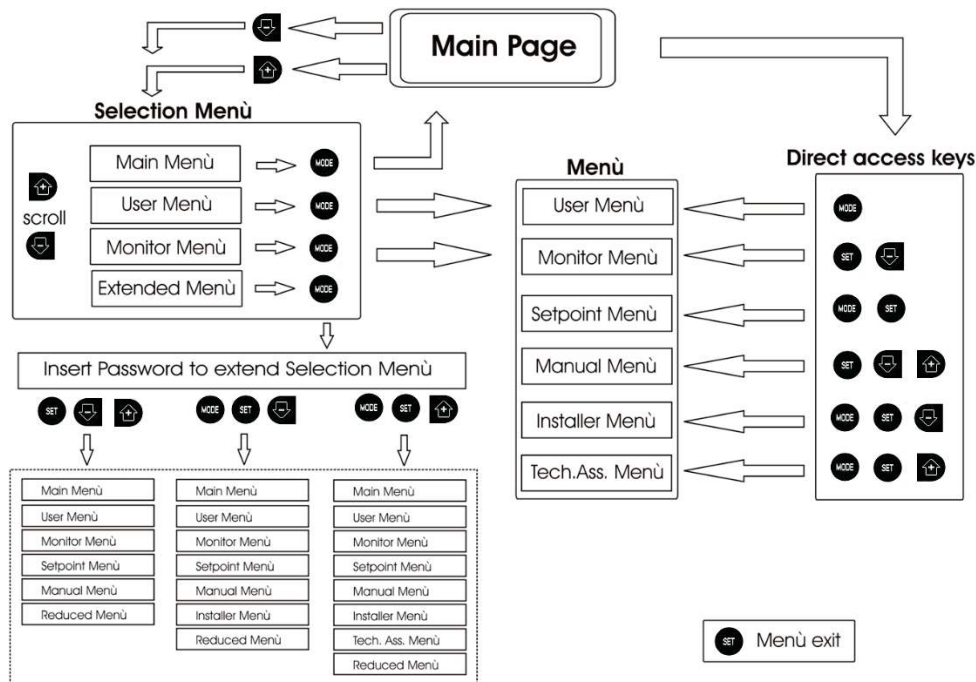 Main Page
Selection Menù
scroll
Main Menù
MODE
User Menù
MODE
Monitor Menù
MODE
Extended Menù
MODE
Insert Password to extend Selection Menù
SET
MODE SET
MODE SET
Main Menù
User Menù
Monitor Menù
Setpoint Menù
Manual Menù
Reduced Menù
Main Menù
User Menù
Monitor Menù
Setpoint Menù
Manual Menù
Installer Menù
Reduced Menù
Main Menù
User Menù
Monitor Menù
Setpoint Menù
Manual Menù
Installer Menù
Tech. Ass. Menù
Reduced Menù
Menù
User Menù
Monitor Menù
Setpoint Menù
Manual Menù
Installer Menù
Tech.Ass. Menù
Direct access keys
MODE
SET
MODE SET
SET
MODE SET
MODE SET
SET Menù exit